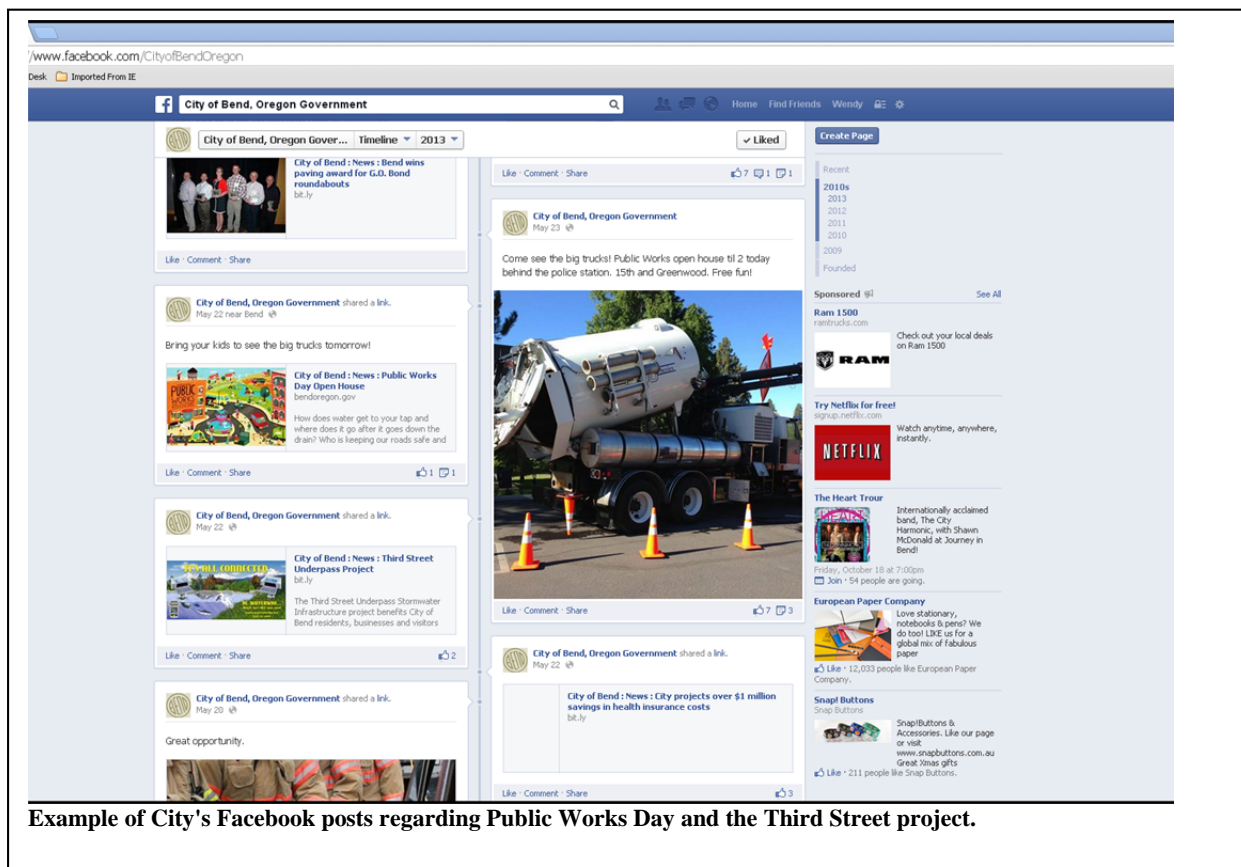 /www.facebook.com/CityofBendOregon
Desk Imported From IE
City of Bend, Oregon Government
Home Find Friends Wendy
City of Bend, Oregon Gover... Timeline 2013
Liked
Create Page
City of Bend : News : Bend wins
paving award for G.O. Bond
roundabouts
bit.ly
Like · Comment · Share
City of Bend, Oregon Government shared a link.
May 22 near Bend
Bring your kids to see the big trucks tomorrow!
PUBLIC
WORKS
City of Bend : News : Public Works
Day Open House
bendoregon.gov
How does water get to your tap and
where does it go after it goes down the
drain? Who is keeping our roads safe and
Like · Comment · Share 1 1
City of Bend, Oregon Government shared a link.
May 22
IT'S ALL CONNECTED
City of Bend : News : Third Street
Underpass Project
bit.ly
The Third Street Underpass Stormwater
Infrastructure project benefits City of
Bend residents, businesses and visitors
Like · Comment · Share 2
City of Bend, Oregon Government shared a link.
May 20
Great opportunity.
Like · Comment · Share 7 1 1
City of Bend, Oregon Government
May 23
Come see the big trucks! Public Works open house til 2 today
behind the police station. 15th and Greenwood. Free fun!
Like · Comment · Share 7 3
City of Bend, Oregon Government shared a link.
May 22
City of Bend : News : City projects over $1 million
savings in health insurance costs
bit.ly
Like · Comment · Share 3
Recent
2010s
2013
2012
2011
2010
2009
Founded
Sponsored See All
Ram 1500
ramtrucks.com
RAM
Check out your local deals
on Ram 1500
Try Netflix for free!
signup.netflix.com
NETFLIX
Watch anytime, anywhere,
instantly.
The Heart Trour
HEART
Internationally acclaimed
band, The City
Harmonic, with Shawn
McDonald at Journey in
Bend!
Friday, October 18 at 7:00pm
Join · 54 people are going.
European Paper Company
Love stationary,
notebooks & pens? We
do too! LIKE us for a
global mix of fabulous
paper
Like · 12,033 people like European Paper
Company.
Snap! Buttons
Snap Buttons
Snap!Buttons &
Accessories. Like our page
or visit
www.snapbuttons.com.au
Great Xmas gifts
Like · 211 people like Snap Buttons.
Example of City's Facebook posts regarding Public Works Day and the Third Street project.